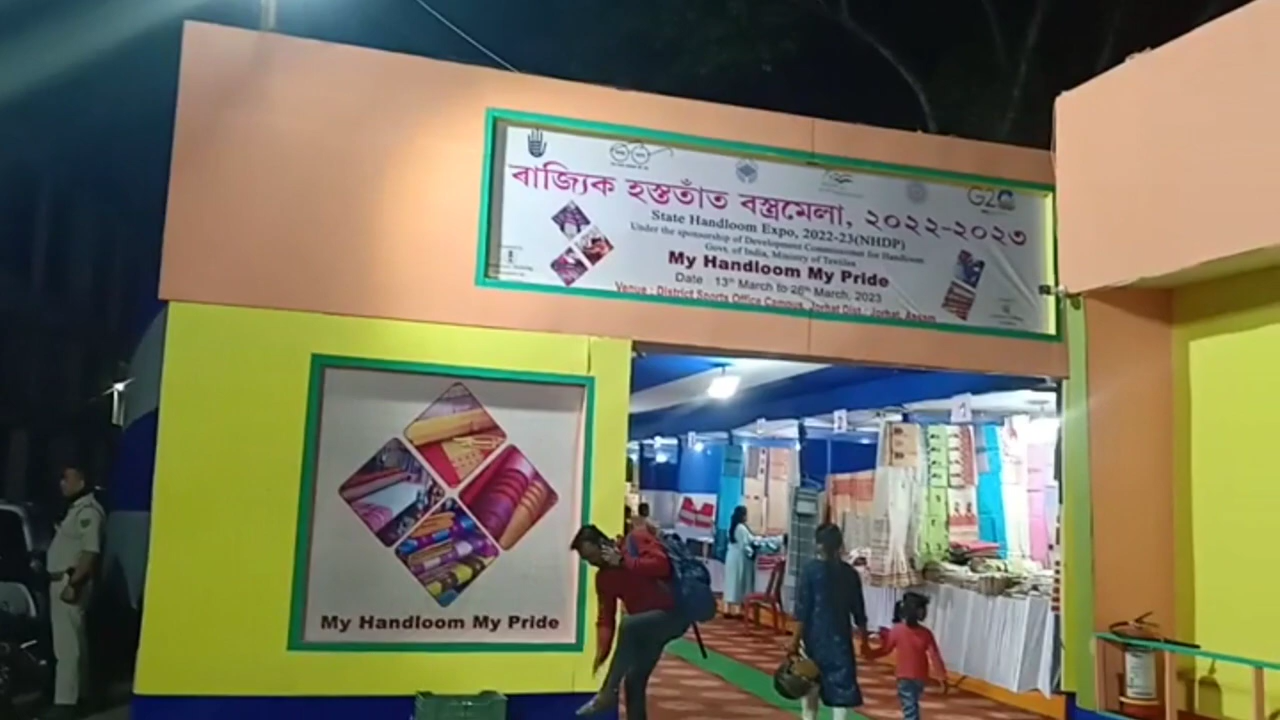 G20
ৰাজ্যিক হস্ততাঁত বস্ত্ৰমেলা, ২০২২-২০২৩
State Handloom Expo, 2022-23(NHDP)
Under the sponsorship of Development Commissioner for Handloom
Govt. of India, Ministry of Textiles
My Handloom My Pride
Date : 13th March to 26th March, 2023
Venue : District Sports Office Campus, Jorhat Dist.: Jorhat, Assam
My Handloom My Pride